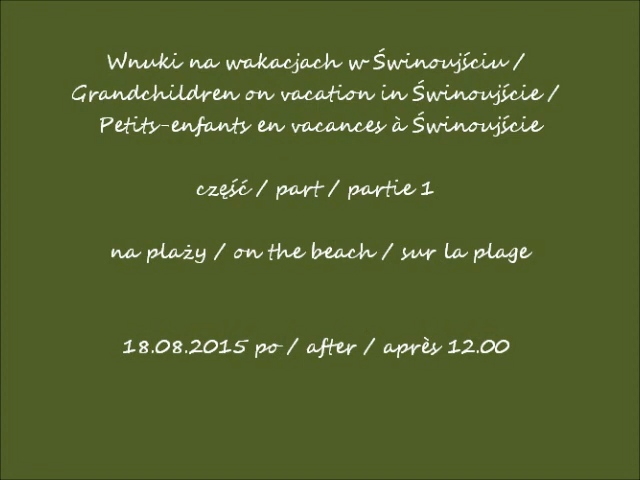 Wnuki na wakacjach w Świnoujściu /
Grandchildren on vacation in Świnoujście /
Petits-enfants en vacances à Świnoujście
część / part / partie 1
na plaży / on the beach / sur la plage
18.08.2015 po / after / après 12.00